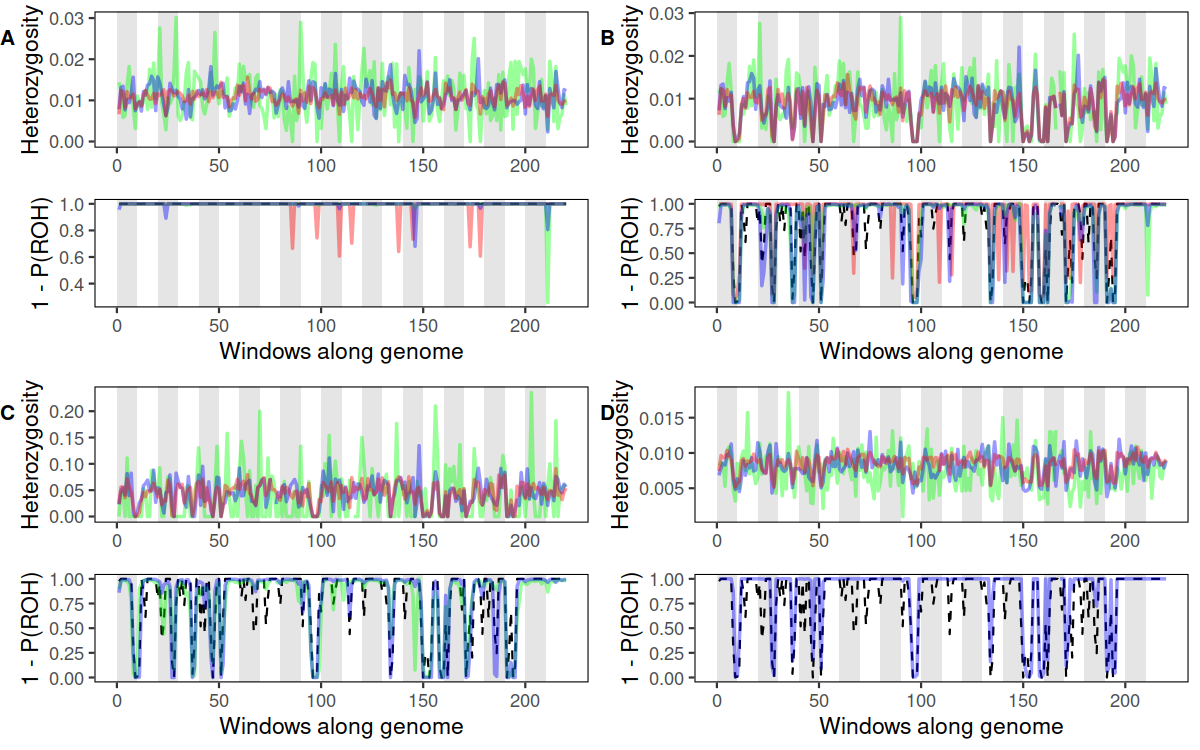 A
Heterozygosity
0.03
0.02
0.01
0.00
0 50 100 150 200
1 - P(ROH)
1.0
0.8
0.6
0.4
0 50 100 150 200
Windows along genome
B
Heterozygosity
0.03
0.02
0.01
0.00
0 50 100 150 200
1 - P(ROH)
1.00
0.75
0.50
0.25
0.00
0 50 100 150 200
Windows along genome
C
Heterozygosity
0.20
0.15
0.10
0.05
0.00
0 50 100 150 200
1 - P(ROH)
1.00
0.75
0.50
0.25
0.00
0 50 100 150 200
Windows along genome
D
Heterozygosity
0.015
0.010
0.005
0 50 100 150 200
1 - P(ROH)
1.00
0.75
0.50
0.25
0.00
0 50 100 150 200
Windows along genome